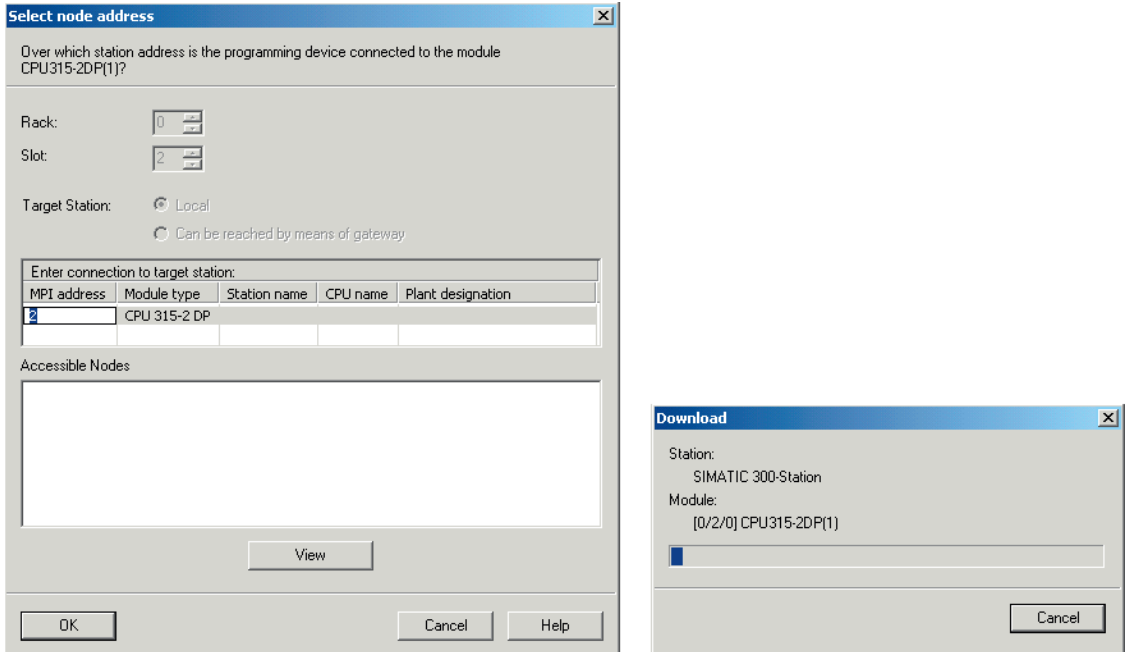 Select node address
Over which station address is the programming device connected to the module
CPU315-2DP(1)?
Rack: 0
Slot: 2
Target Station: Local
Can be reached by means of gateway
Enter connection to target station:
MPI address Module type Station name CPU name Plant designation
2 CPU 315-2 DP
Accessible Nodes
View
OK Cancel Help
Download
Station:
SIMATIC 300-Station
Module:
[0/2/0] CPU315-2DP(1)
Cancel